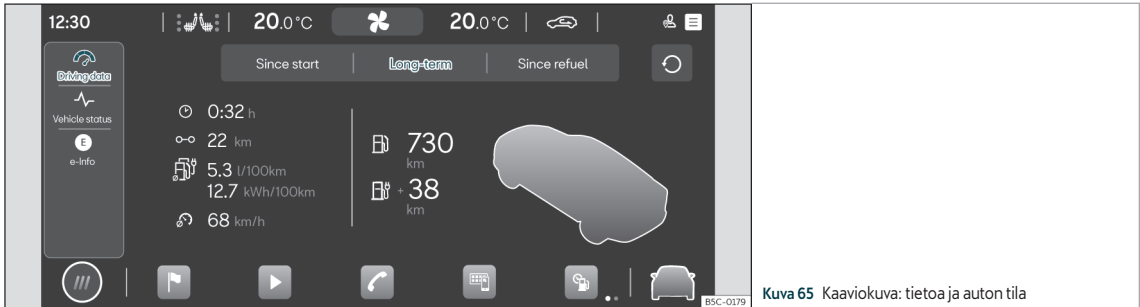 12:30
20.0°C
20.0°C
Since start
Long-term
Since refuel
Driving data
Vehicle status
E
e-Info
0:32 h
22 km
5.3 l/100km
12.7 kWh/100km
68 km/h
730
km
+ 38
km
B5C-0179
Kuva 65 Kaaviokuva: tietoa ja auton tila